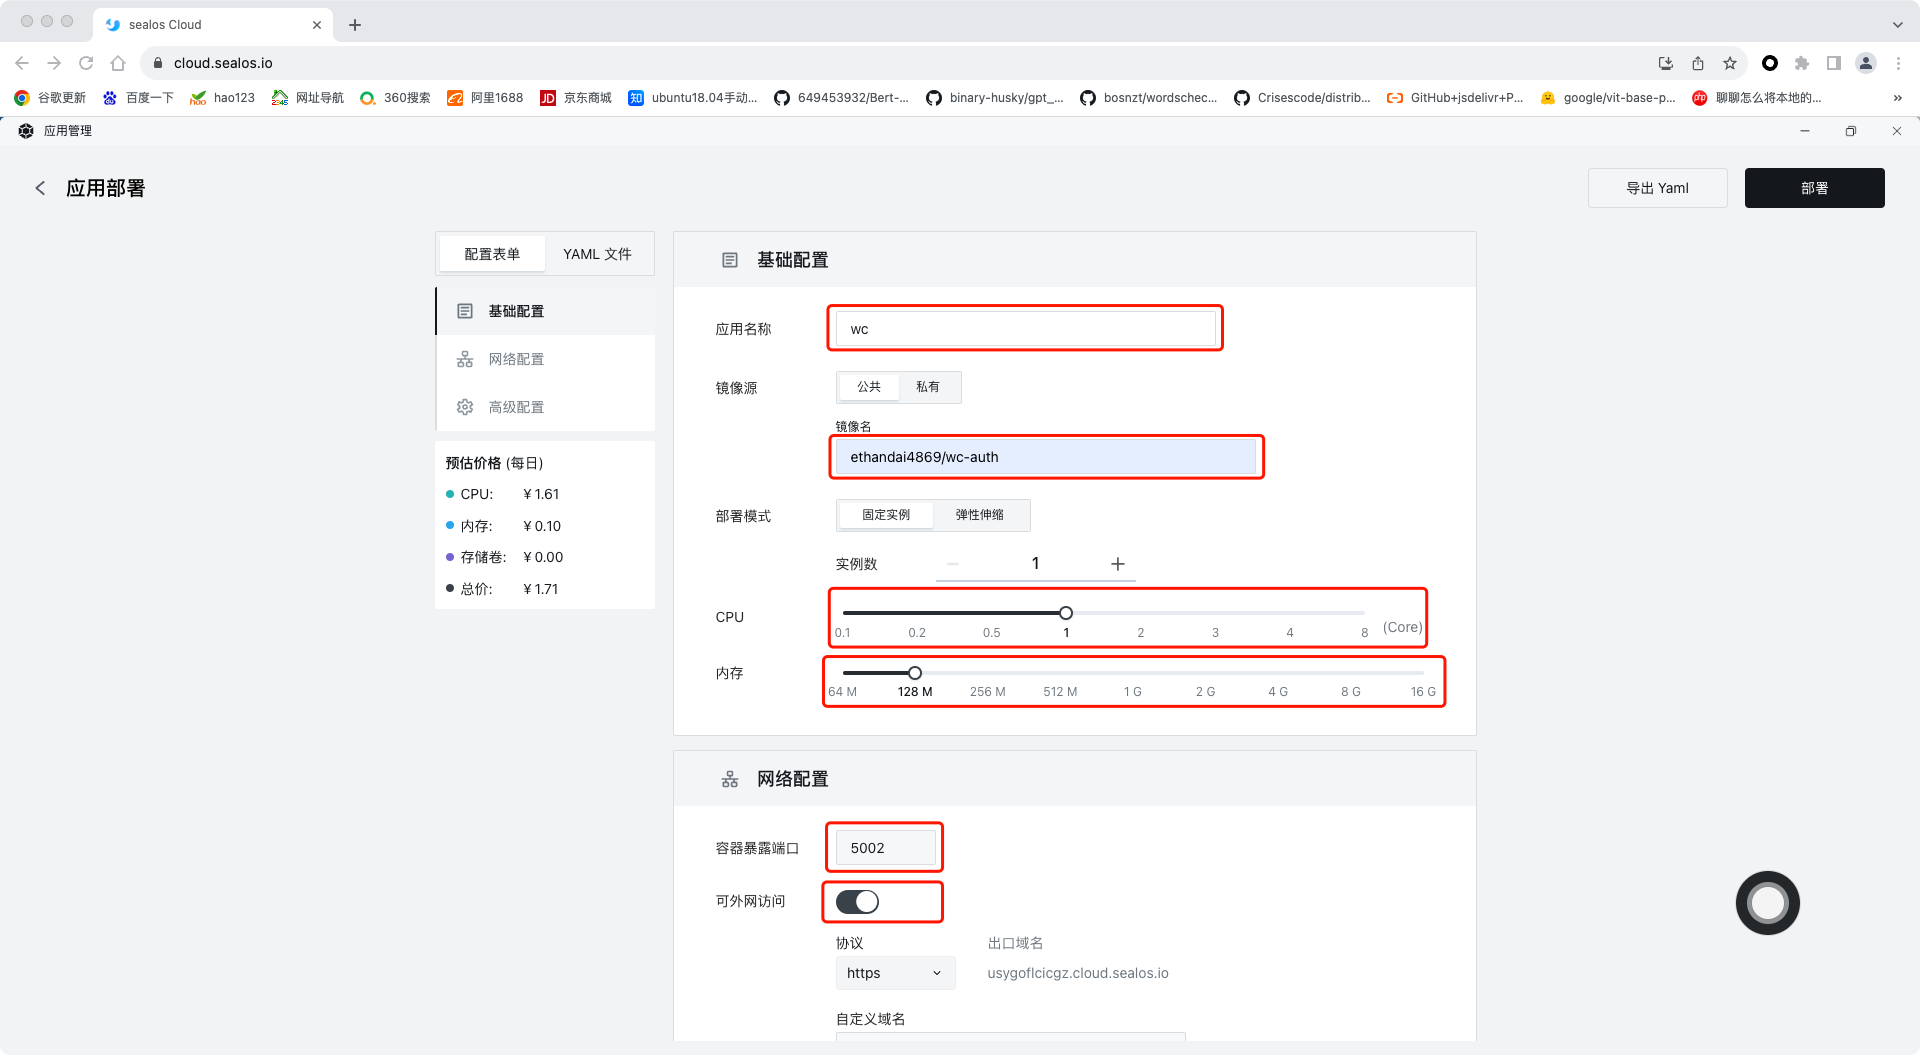 sealos Cloud
cloud.sealos.io
谷歌更新 百度一下 hao123 网址导航 360搜索 阿里1688 京东商城 ubuntu18.04手动... 649453932/Bert-... binary-husky/gpt_... bosnzt/wordschec... Crisescode/distrib... GitHub+jsdelivr+P... google/vit-base-p... 聊聊怎么将本地的...
应用管理
应用部署
导出 Yaml
部署
配置表单 YAML 文件
基础配置
网络配置
高级配置
预估价格 (每日)
CPU: ￥1.61
内存: ￥0.10
存储卷: ￥0.00
总价: ￥1.71
基础配置
应用名称 wc
镜像源 公共 私有
镜像名
ethandai4869/wc-auth
部署模式 固定实例 弹性伸缩
实例数 1
CPU
0.1 0.2 0.5 1 2 3 4 8 (Core)
内存
64 M 128 M 256 M 512 M 1 G 2 G 4 G 8 G 16 G
网络配置
容器暴露端口 5002
可外网访问
协议 出口域名
https usygoflcicgz.cloud.sealos.io
自定义域名